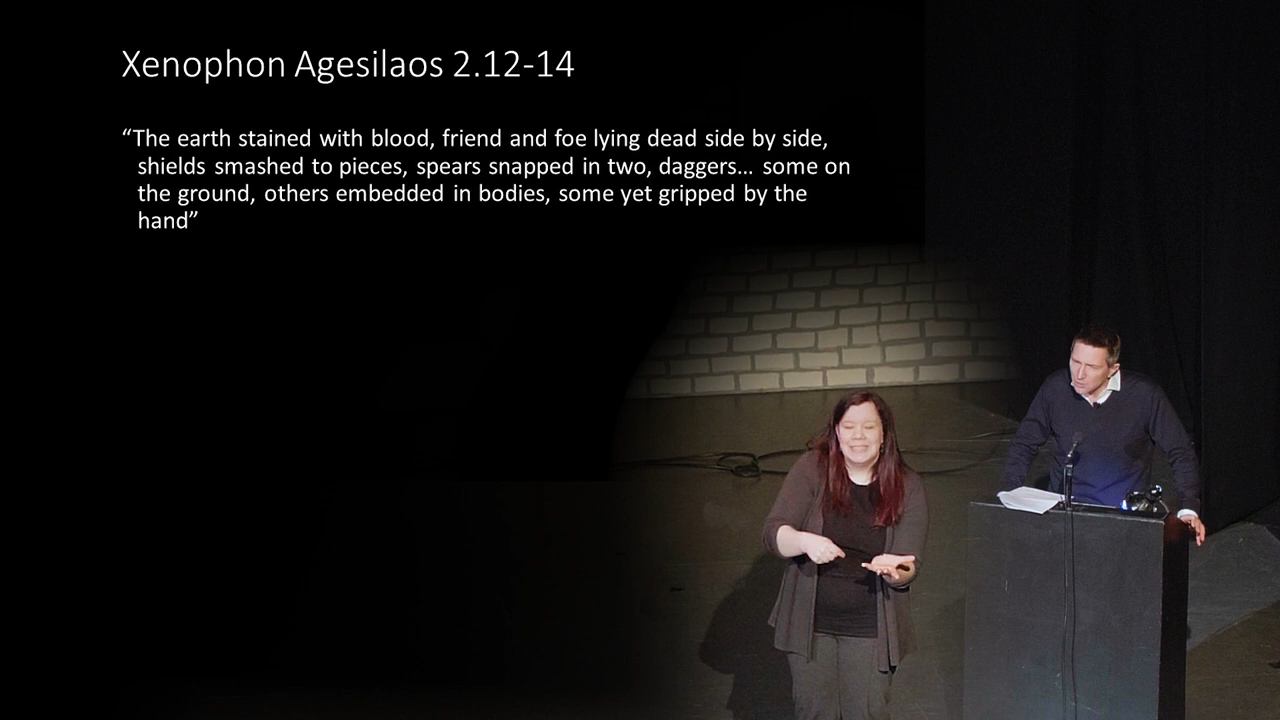 Xenophon Agesilaos 2.12-14
“The earth stained with blood, friend and foe lying dead side by side,
shields smashed to pieces, spears snapped in two, daggers… some on
the ground, others embedded in bodies, some yet gripped by the
hand”